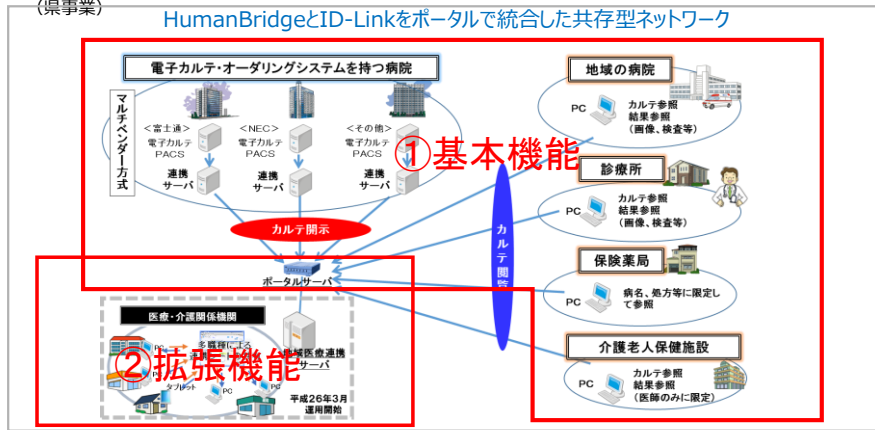 (県事業)
HumanBridgeとID-Linkをポータルで統合した共存型ネットワーク
電子カルテ・オーダリングシステムを持つ病院
マルチベンダー方式
<富士通>
電子カルテ
PACS
連携
サーバ
<NEC>
電子カルテ
PACS
連携
サーバ
<その他>
電子カルテ
PACS
連携
サーバ
①基本機能
カルテ開示
ポータルサーバ
カルテ閲覧
地域の病院
PC
カルテ参照
結果参照
(画像、検査等)
診療所
PC
カルテ参照
結果参照
(画像、検査等)
保険薬局
PC
病名、処方等に限定し
て参照
介護老人保健施設
PC
カルテ参照
結果参照
(医師のみに限定)
医療・介護関係機関
PC
多職種による
②拡張機能
地域医療連携
サーバ
タブレット
PC
PC
平成26年3月
運用開始